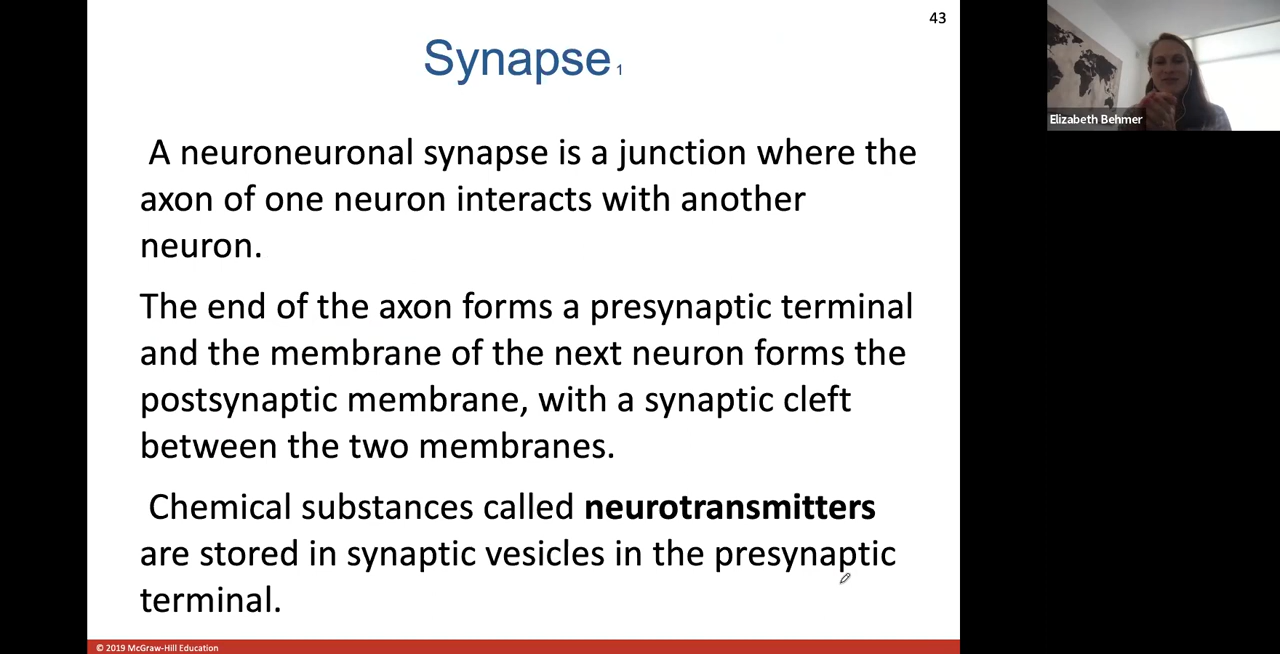 43
Synapse 1
A neuroneuronal synapse is a junction where the
axon of one neuron interacts with another
neuron.
The end of the axon forms a presynaptic terminal
and the membrane of the next neuron forms the
postsynaptic membrane, with a synaptic cleft
between the two membranes.
Chemical substances called neurotransmitters
are stored in synaptic vesicles in the presynaptic
terminal.
© 2019 McGraw-Hill Education
Elizabeth Behmer